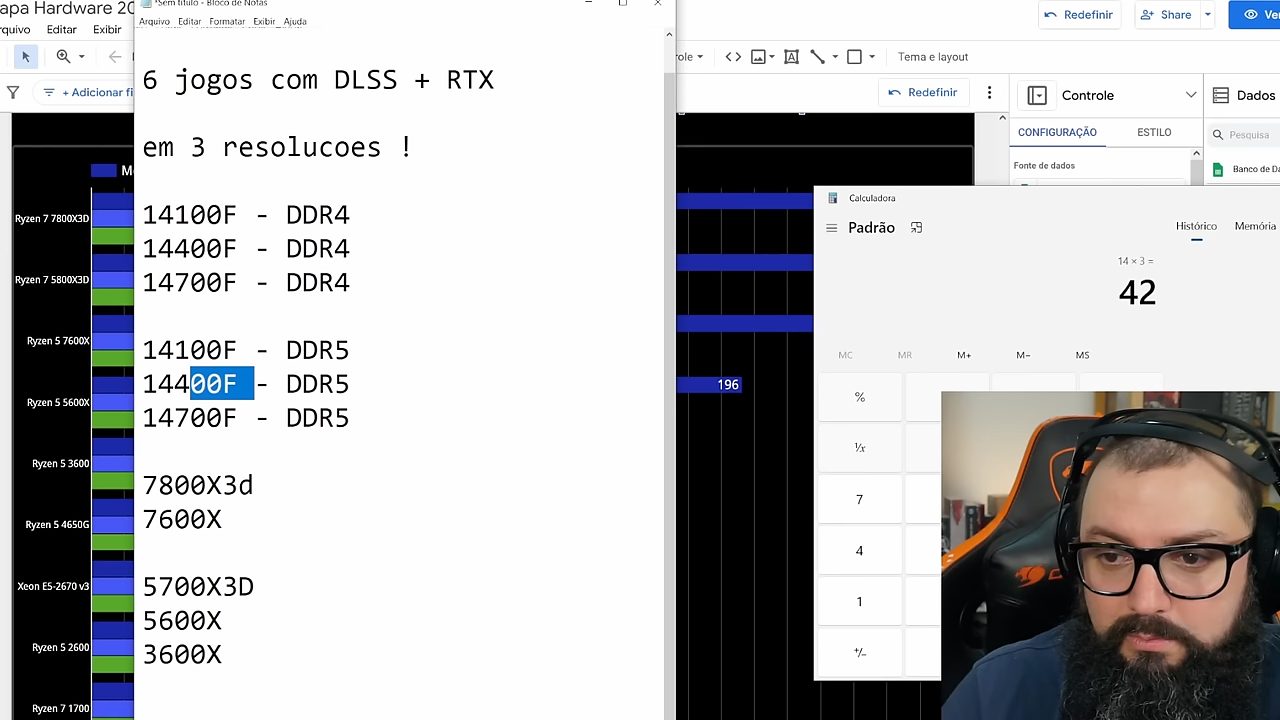 apa Hardware 20
*Sem título - Bloco de Notas
rquivo Editar Exibir
Arquivo Editar Formatar Exibir Ajuda
Redefinir
Share
role
Tema e layout
+ Adicionar fi
Redefinir
Controle
Dados
CONFIGURAÇÃO ESTILO
Pesquisa
Fonte de dados
Banco de Da
6 jogos com DLSS + RTX
em 3 resolucoes !
14100F - DDR4
14400F - DDR4
14700F - DDR4
14100F - DDR5
14400F - DDR5
14700F - DDR5
7800X3d
7600X
5700X3D
5600X
3600X
Ryzen 7 7800X3D
Ryzen 7 5800X3D
Ryzen 5 7600X
Ryzen 5 5600X
Ryzen 5 3600
Ryzen 5 4650G
Xeon E5-2670 v3
Ryzen 5 2600
Ryzen 7 1700
196
Calculadora
Padrão
Histórico Memória
14 × 3 =
42
MC MR M+ M- MS
%
¹/x
7
4
1
+/-